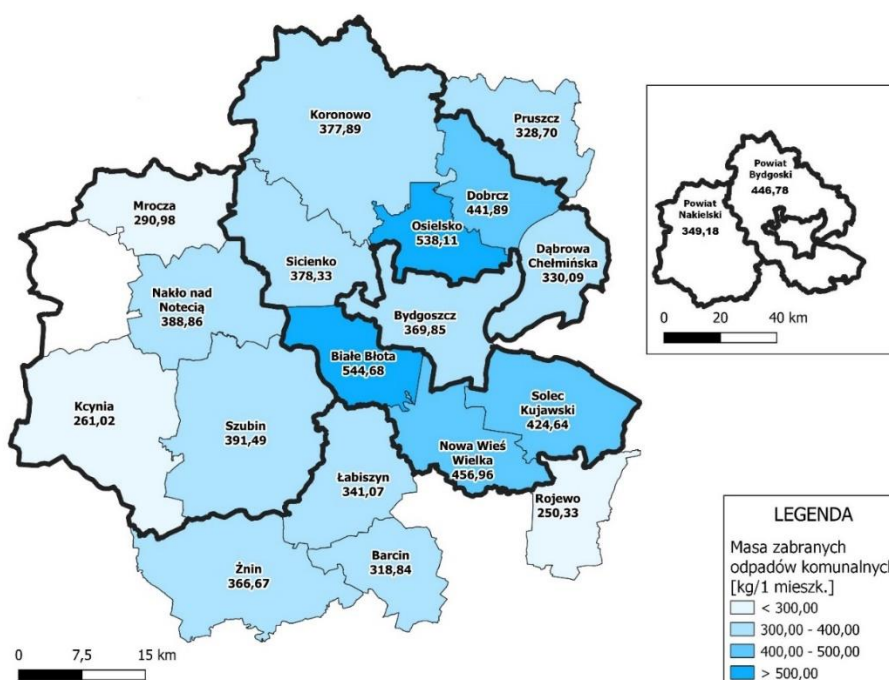 Koronowo
377,89
Pruszcz
328,70
Dobrcz
441,89
Mrocza
290,98
Osielsko
538,11
Dąbrowa
Chełmińska
330,09
Sicienko
378,33
Nakło nad
Notecią
388,86
Bydgoszcz
369,85
Białe Błota
544,68
Kcynia
261,02
Szubin
391,49
Solec
Kujawski
424,64
Nowa Wieś
Wielka
456,96
Łabiszyn
341,07
Rojewo
250,33
Barcin
318,84
Żnin
366,67
0 7,5 15 km
Powiat
Bydgoski
446,78
Powiat
Nakielski
349,18
0 20 40 km
LEGENDA
Masa zabranych
odpadów komunalnych
[kg/1 mieszk.]
< 300,00
300,00 - 400,00
400,00 - 500,00
> 500,00